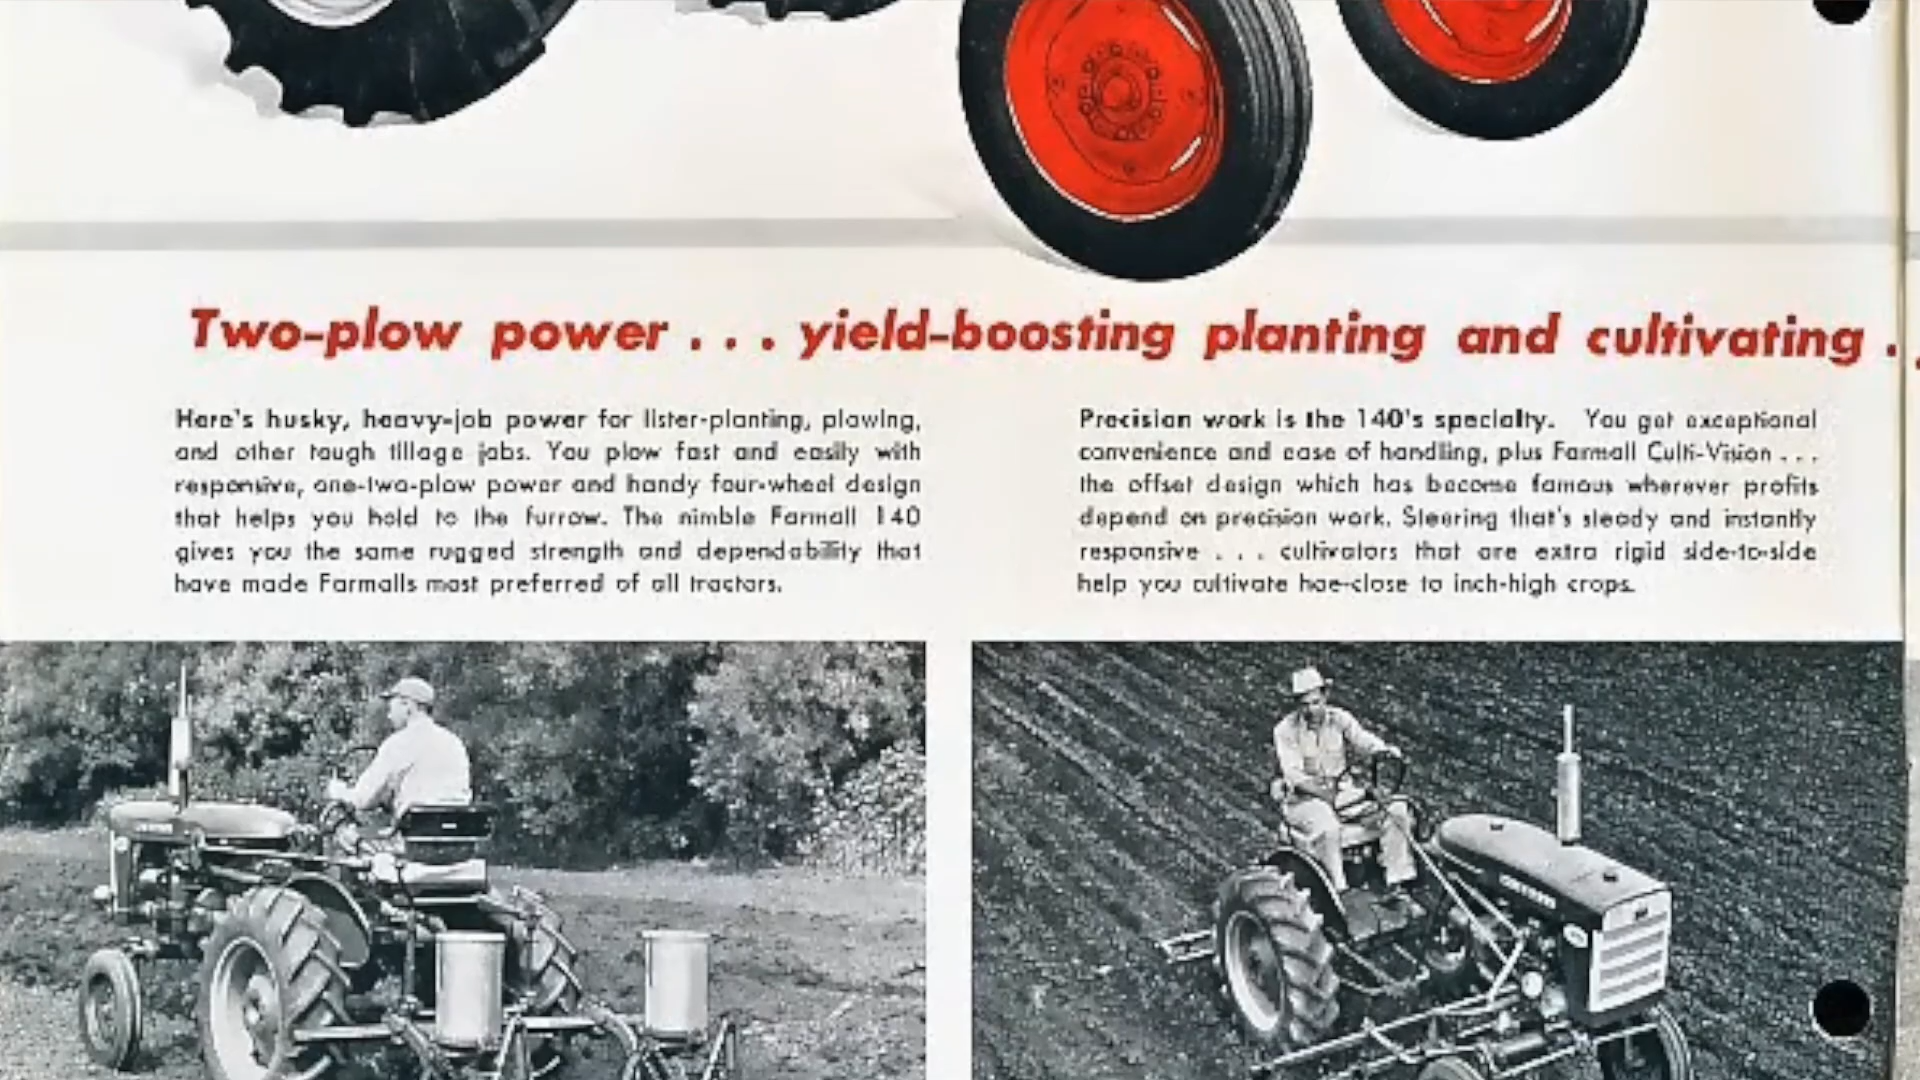 Two-plow power . . . yield-boosting planting and cultivating . .
Here's husky, heavy-job power for lister-planting, plowing,
and other tough tillage jobs. You plow fast and easily with
responsive, one-two-plow power and handy four-wheel design
that helps you hold to the furrow. The nimble Farmall 140
gives you the same rugged strength and dependability that
have made Farmalls most preferred of all tractors.
Precision work is the 140's specialty. You get exceptional
convenience and ease of handling, plus Farmall Culti-Vision . . .
the offset design which has become famous wherever profits
depend on precision work. Steering that's steady and instantly
responsive . . . cultivators that are extra rigid side-to-side
help you cultivate hoe-close to inch-high crops.